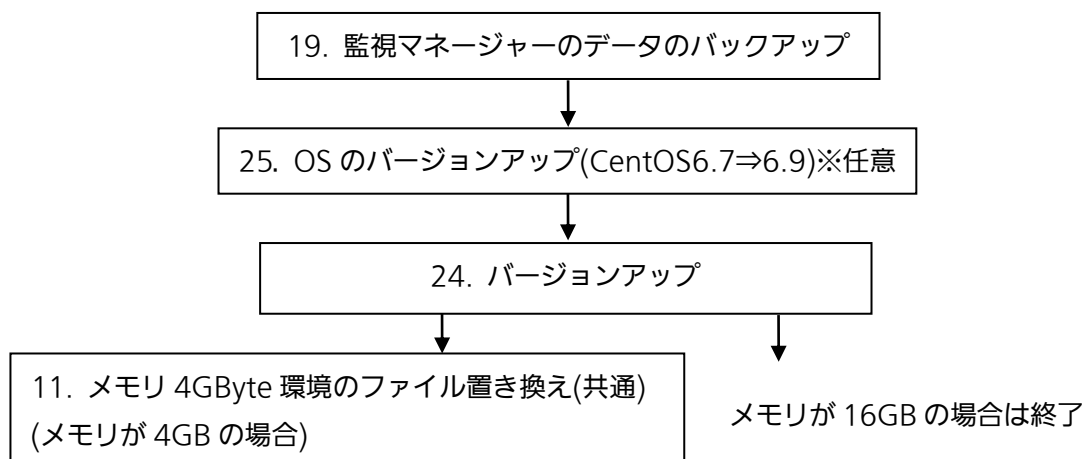 19. 監視マネージャーのデータのバックアップ
25. OS のバージョンアップ(CentOS6.7⇒6.9)※任意
24. バージョンアップ
11. メモリ 4GByte 環境のファイル置き換え(共通)
(メモリが 4GB の場合)
メモリが 16GB の場合は終了